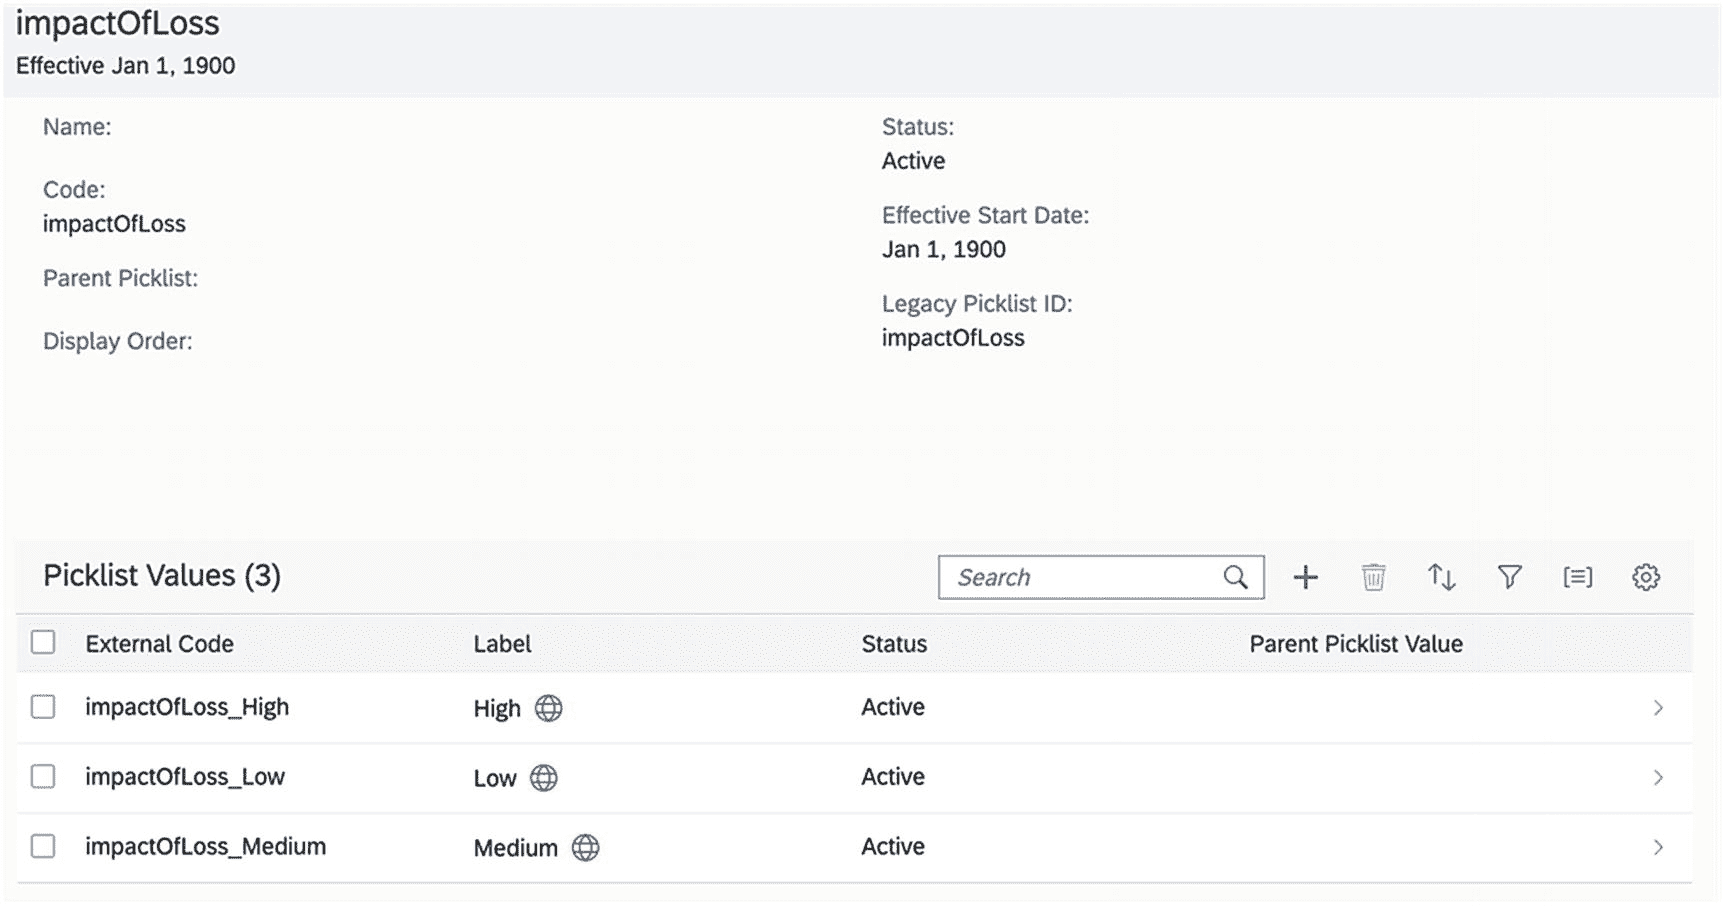 impactOfLoss
Effective Jan 1, 1900
Name:
Code:
impactOfLoss
Parent Picklist:
Display Order:
Status:
Active
Effective Start Date:
Jan 1, 1900
Legacy Picklist ID:
impactOfLoss
Picklist Values (3)
Search
External Code Label Status Parent Picklist Value
impactOfLoss_High High Active
impactOfLoss_Low Low Active
impactOfLoss_Medium Medium Active